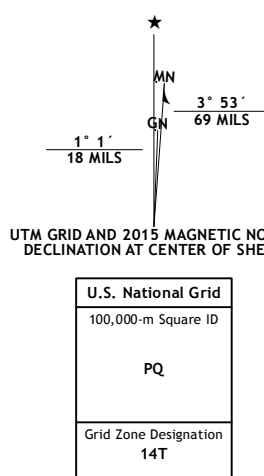 ★
MN
GN
3° 53´
69 MILS
1° 1´
18 MILS
UTM GRID AND 2015 MAGNETIC NO
DECLINATION AT CENTER OF SHE
U.S. National Grid
100,000-m Square ID
PQ
Grid Zone Designation
14T